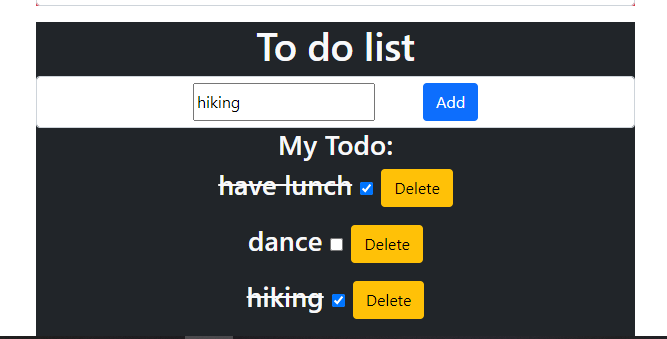 To do list
hiking Add
My Todo:
have lunch Delete
dance Delete
hiking Delete